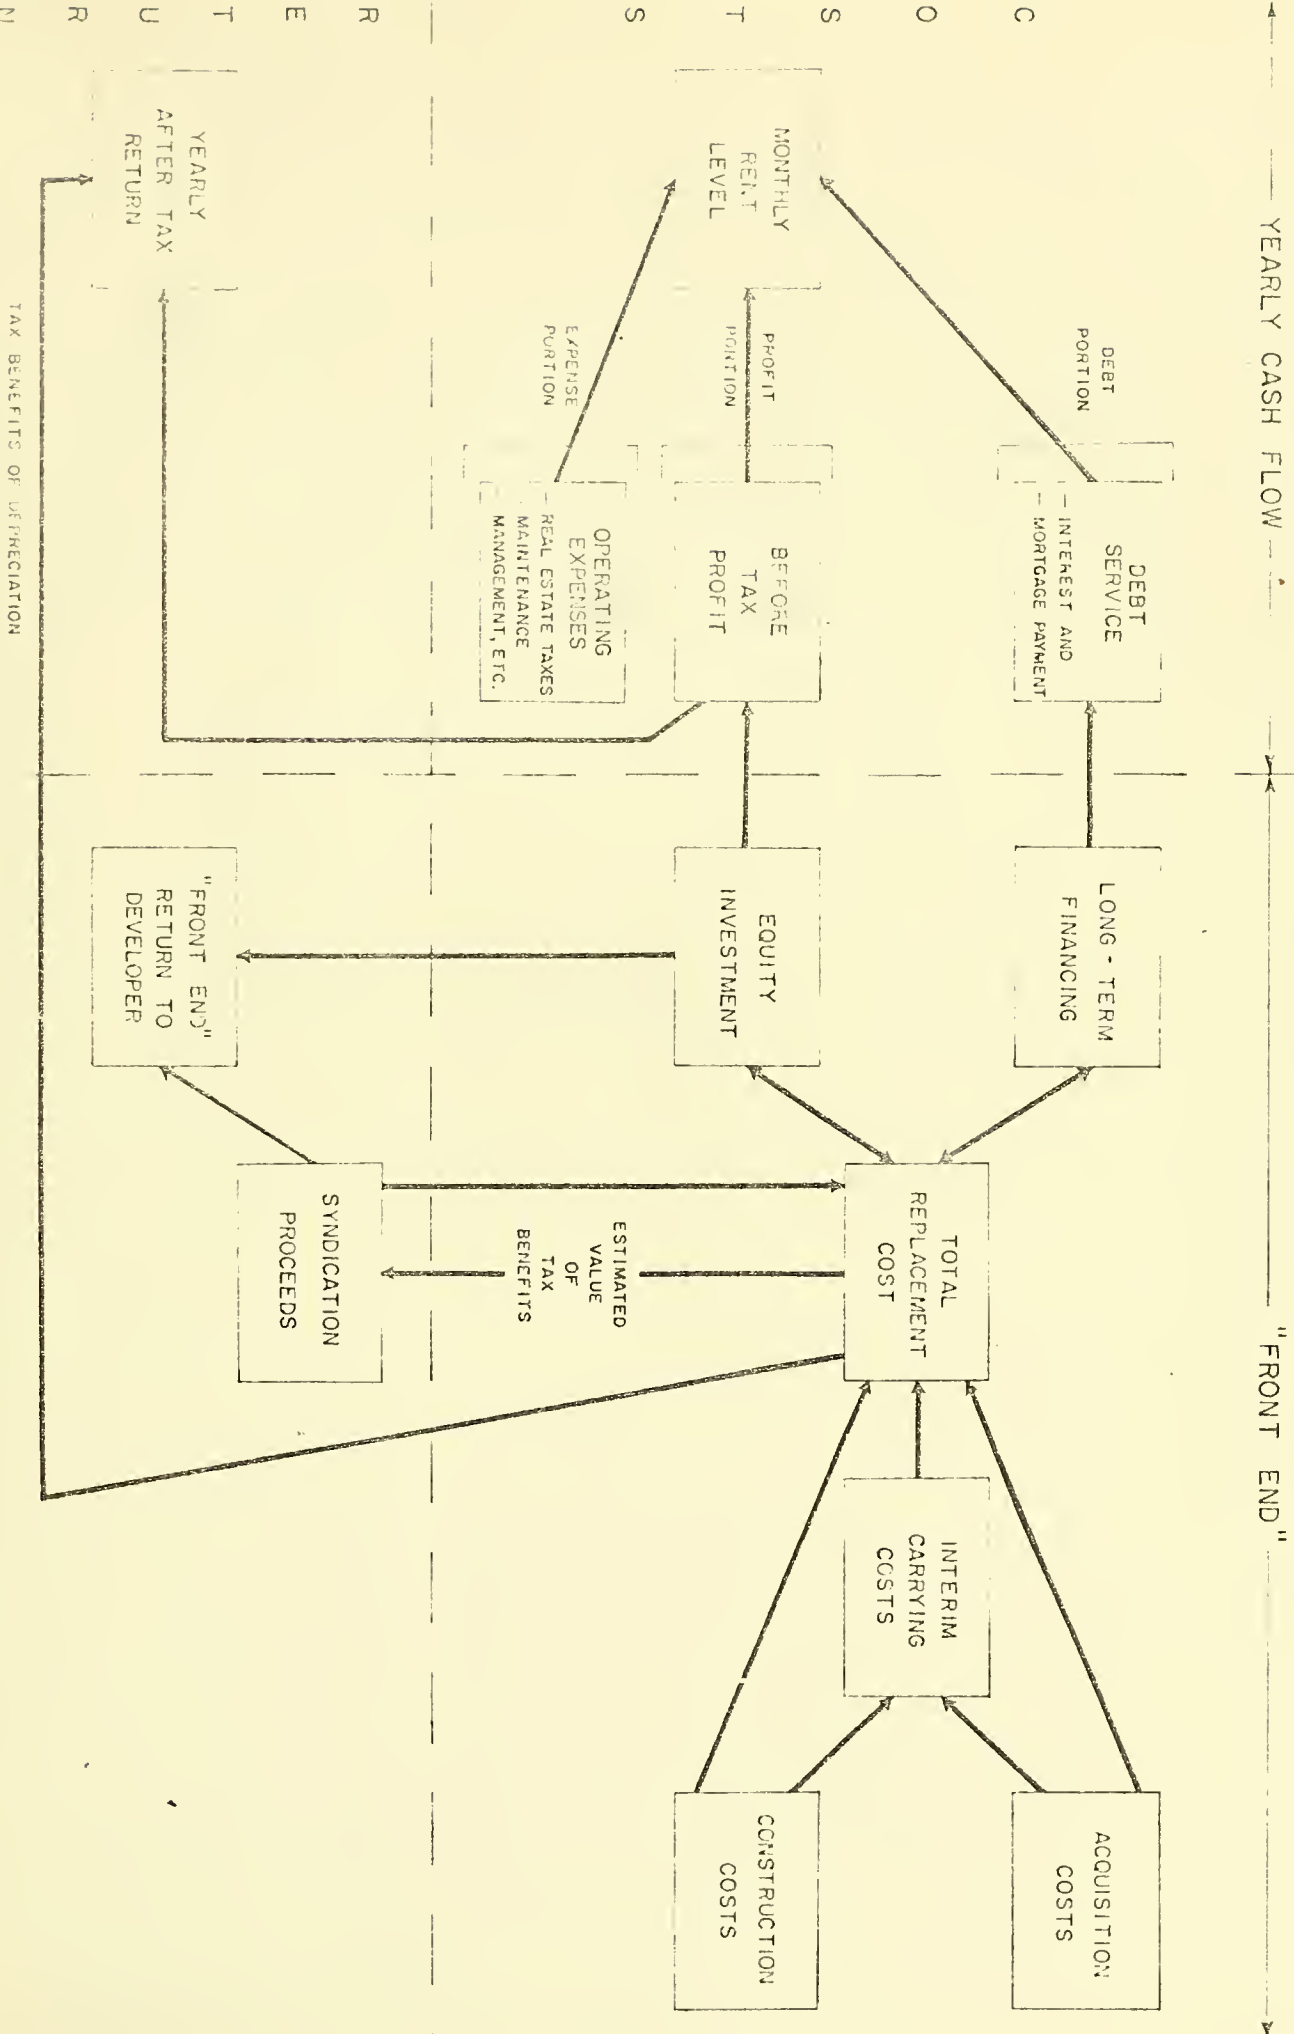 YEARLY CASH FLOW
"FRONT END"
C O S T S
DEBT
PORTION
DEBT
SERVICE
- INTEREST AND
- MORTGAGE PAYMENT
LONG-TERM
FINANCING
ACQUISITION
COSTS
MONTHLY
RENT
LEVEL
PROFIT
PORTION
BEFORE
TAX
PROFIT
EQUITY
INVESTMENT
TOTAL
REPLACEMENT
COST
INTERIM
CARRYING
COSTS
CONSTRUCTION
COSTS
EXPENSE
PORTION
OPERATING
EXPENSES
- REAL ESTATE TAXES
MAINTENANCE
MANAGEMENT, ETC.
ESTIMATED
VALUE
OF
TAX
BENEFITS
R E T U R N
YEARLY
AFTER TAX
RETURN
"FRONT END"
RETURN TO
DEVELOPER
SYNDICATION
PROCEEDS
TAX BENEFITS OF DEPRECIATION